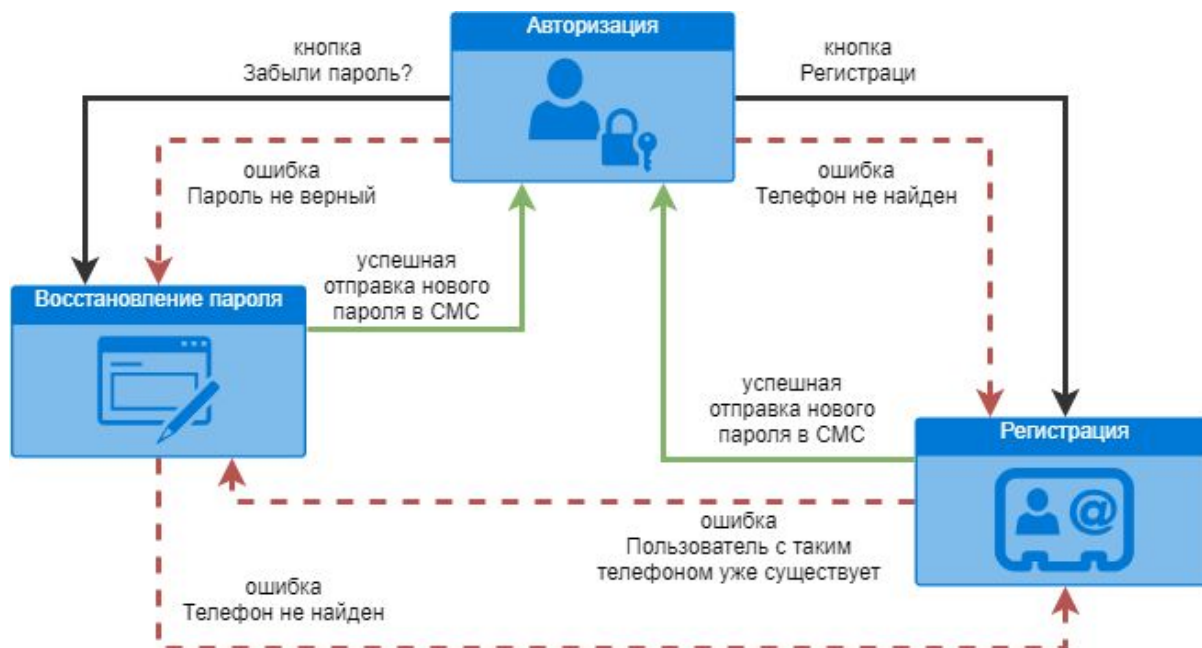 Авторизация
кнопка
Забыли пароль?
кнопка
Регистраци
ошибка
Пароль не верный
ошибка
Телефон не найден
успешная
отправка нового
пароля в СМС
Восстановление пароля
успешная
отправка нового
пароля в СМС
Регистрация
@
ошибка
Пользователь с таким
телефоном уже существует
ошибка
Телефон не найден